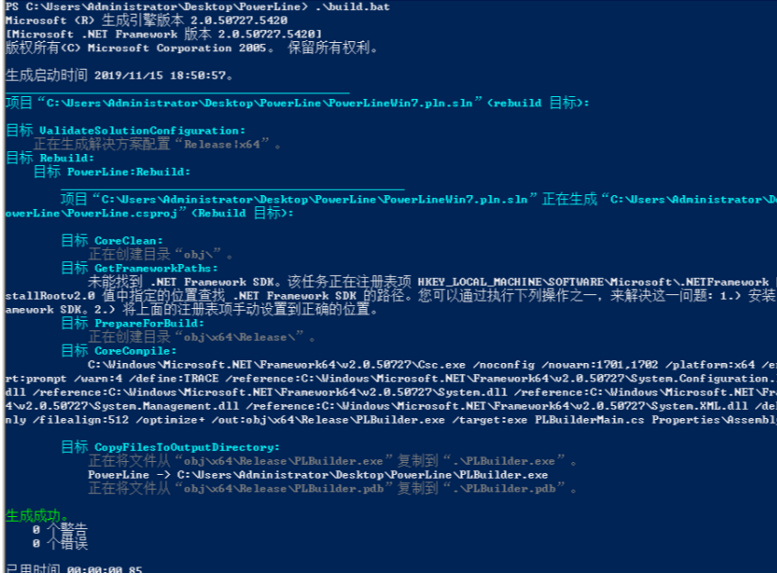 PS C:\Users\Administrator\Desktop\PowerLine> .\build.bat
Microsoft (R) 生成引擎版本 2.0.50727.5420
[Microsoft .NET Framework 版本 2.0.50727.5420]
版权所有(C) Microsoft Corporation 2005。 保留所有权利。
生成启动时间 2019/11/15 18:50:57。
项目“C:\Users\Administrator\Desktop\PowerLine\PowerLineWin7.pln.sln”(rebuild 目标):
目标 ValidateSolutionConfiguration:
正在生成解决方案配置“Release|x64”。
目标 Rebuild:
目标 PowerLine:Rebuild:
项目“C:\Users\Administrator\Desktop\PowerLine\PowerLineWin7.pln.sln”正在生成“C:\Users\Administrator\D
owerLine\PowerLine.csproj”(Rebuild 目标):
目标 CoreClean:
正在创建目录“obj\”。
目标 GetFrameworkPaths:
未能找到 .NET Framework SDK。该任务正在注册表项 HKEY_LOCAL_MACHINE\SOFTWARE\Microsoft\.NETFramework
stallRootv2.0 值中指定的位置查找 .NET Framework SDK 的路径。您可以通过执行下列操作之一，来解决这一问题: 1.) 安装
amework SDK。2.) 将上面的注册表项手动设置到正确的位置。
目标 PrepareForBuild:
正在创建目录“obj\x64\Release\”。
目标 CoreCompile:
C:\Windows\Microsoft.NET\Framework64\v2.0.50727\Csc.exe /noconfig /nowarn:1701,1702 /platform:x64 /e
rt:prompt /warn:4 /define:TRACE /reference:C:\Windows\Microsoft.NET\Framework64\v2.0.50727\System.Configuration.
dll /reference:C:\Windows\Microsoft.NET\Framework64\v2.0.50727\System.dll /reference:C:\Windows\Microsoft.NET\Fr
4\v2.0.50727\System.Management.dll /reference:C:\Windows\Microsoft.NET\Framework64\v2.0.50727\System.XML.dll /de
nly /filealign:512 /optimize+ /out:obj\x64\Release\PLBuilder.exe /target:exe PLBuilderMain.cs Properties\Assembl
目标 CopyFilesToOutputDirectory:
正在将文件从“obj\x64\Release\PLBuilder.exe”复制到“.\PLBuilder.exe”。
PowerLine -> C:\Users\Administrator\Desktop\PowerLine\PLBuilder.exe
正在将文件从“obj\x64\Release\PLBuilder.pdb”复制到“.\PLBuilder.pdb”。
生成成功。
0 个警告
0 个错误
已用时间 00:00:00.85